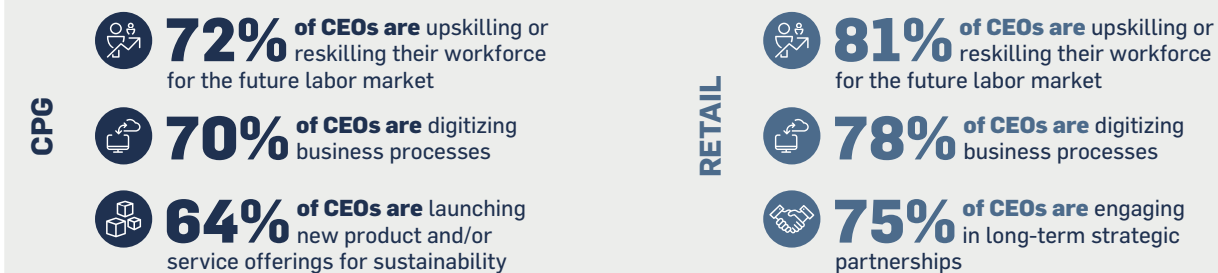 CPG
72% of CEOs are upskilling or
reskilling their workforce
for the future labor market
70% of CEOs are digitizing
business processes
64% of CEOs are launching
new product and/or
service offerings for sustainability
RETAIL
81% of CEOs are upskilling or
reskilling their workforce
for the future labor market
78% of CEOs are digitizing
business processes
75% of CEOs are engaging
in long-term strategic
partnerships